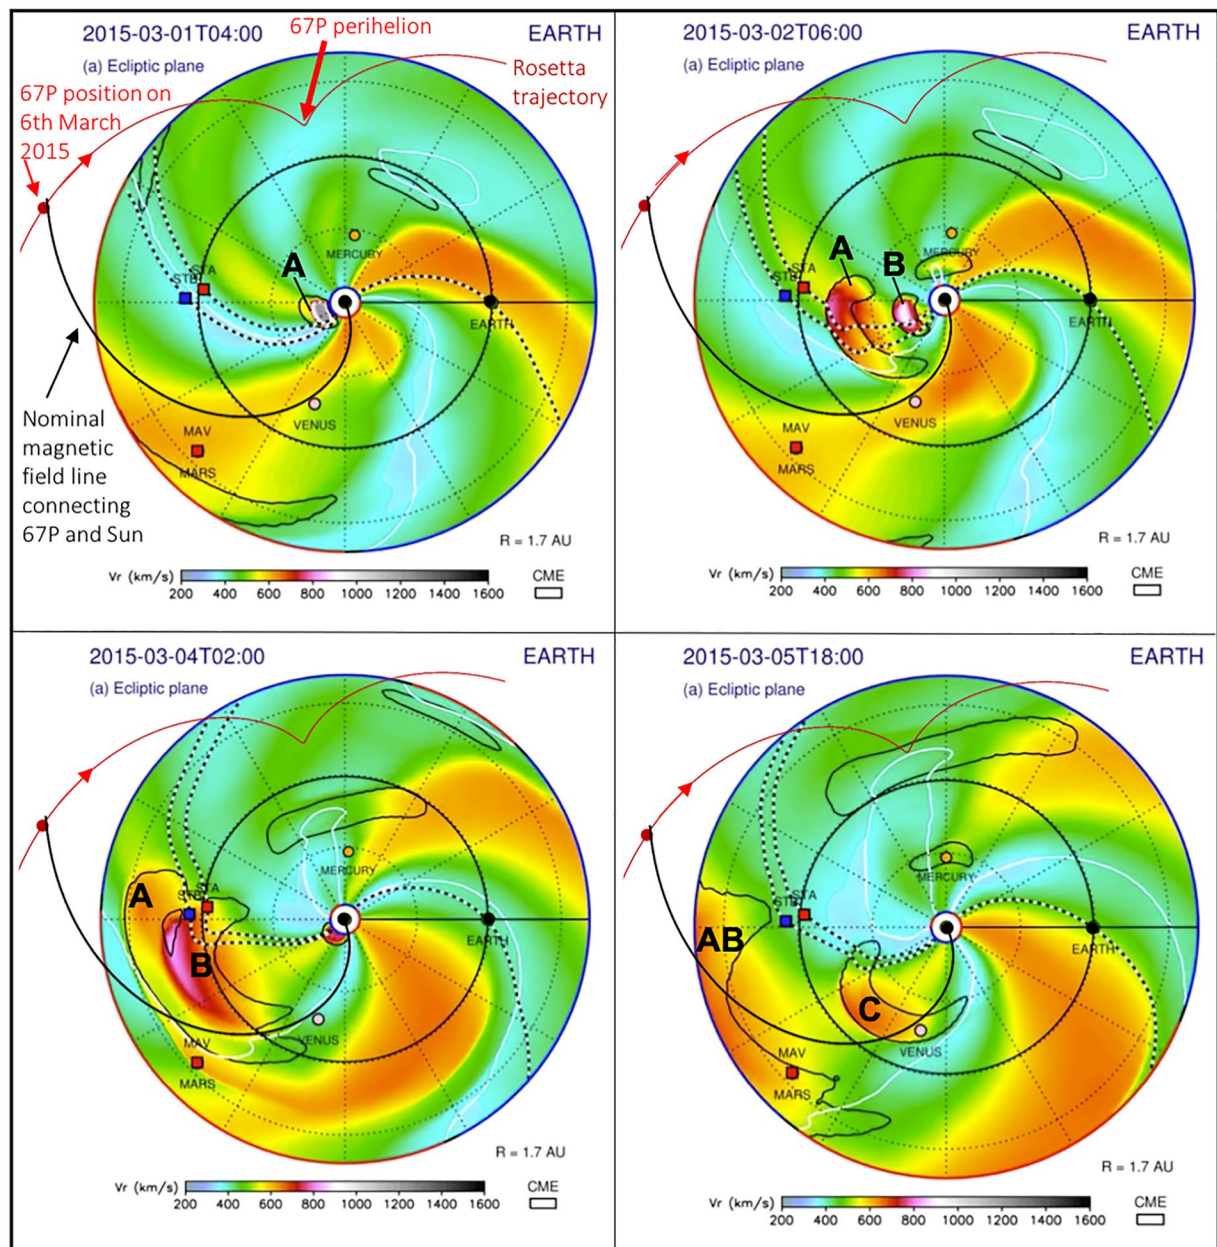 2015-03-01T04:00
67P perihelion
EARTH
(a) Ecliptic plane
Rosetta
trajectory
67P position on
6th March
2015
A
MERCURY
STA
STB
EARTH
Nominal
magnetic
field line
connecting
67P and Sun
VENUS
MAV
MARS
R = 1.7 AU
Vr (km/s)
200 400 600 800 1000 1200 1400 1600
CME
2015-03-02T06:00
EARTH
(a) Ecliptic plane
A
B
MERCURY
STA
STB
EARTH
VENUS
MAV
MARS
R = 1.7 AU
Vr (km/s)
200 400 600 800 1000 1200 1400 1600
CME
2015-03-04T02:00
EARTH
(a) Ecliptic plane
MERCURY
A
STA
STB
EARTH
B
VENUS
MAV
MARS
R = 1.7 AU
Vr (km/s)
200 400 600 800 1000 1200 1400 1600
CME
2015-03-05T18:00
EARTH
(a) Ecliptic plane
MERCURY
STA
STB
EARTH
AB
C
VENUS
MAV
MARS
R = 1.7 AU
Vr (km/s)
200 400 600 800 1000 1200 1400 1600
CME